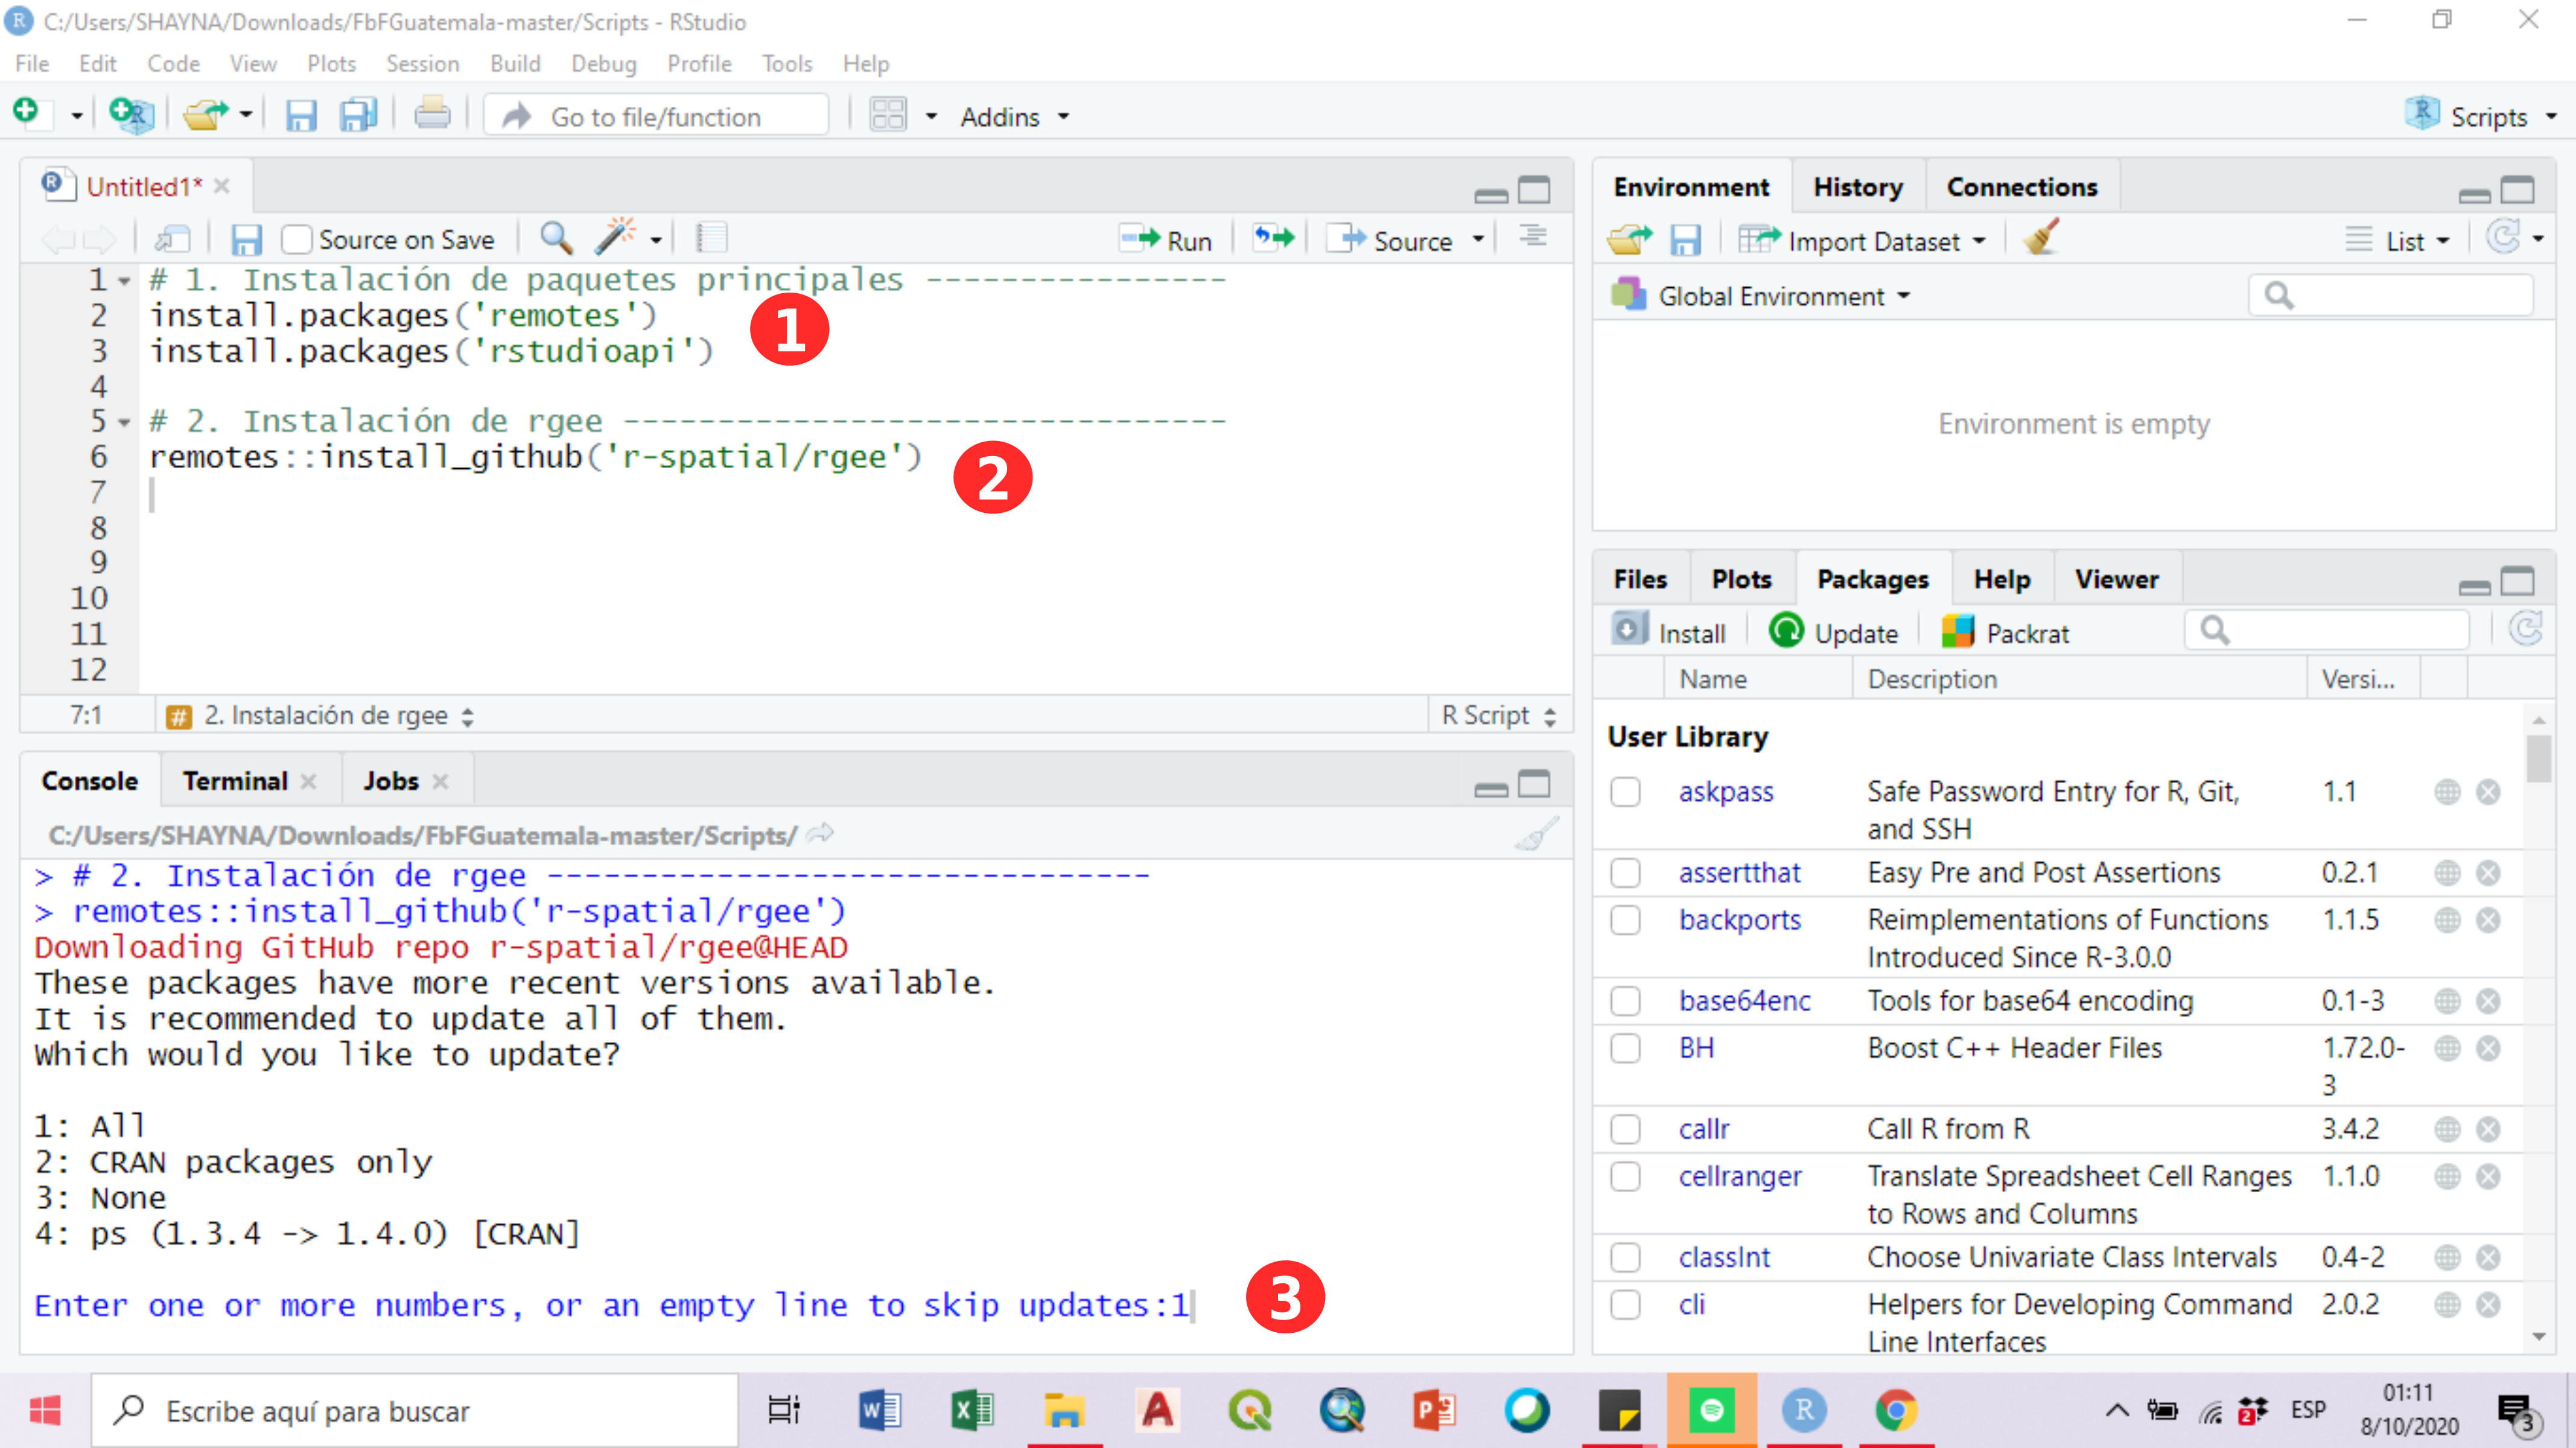 C:/Users/SHAYNA/Downloads/FbFGuatemala-master/Scripts - RStudio
File Edit Code View Plots Session Build Debug Profile Tools Help
Go to file/function Addins Scripts
Untitled1*
Source on Save Run Source
1 # 1. Instalación de paquetes principales ----------------
2 install.packages('remotes')
3 install.packages('rstudioapi')
1
4
5 # 2. Instalación de rgee --------------------------------
6 remotes::install_github('r-spatial/rgee')
2
7
8
9
10
11
12
7:1 # 2. Instalación de rgee R Script
Console Terminal Jobs
C:/Users/SHAYNA/Downloads/FbFGuatemala-master/Scripts/
> # 2. Instalación de rgee --------------------------------
> remotes::install_github('r-spatial/rgee')
Downloading GitHub repo r-spatial/rgee@HEAD
These packages have more recent versions available.
It is recommended to update all of them.
Which would you like to update?
1: All
2: CRAN packages only
3: None
4: ps (1.3.4 -> 1.4.0) [CRAN]
Enter one or more numbers, or an empty line to skip updates:1
3
Environment History Connections
Import Dataset List
Global Environment
Environment is empty
Files Plots Packages Help Viewer
Install Update Packrat
Name Description Versi...
User Library
askpass Safe Password Entry for R, Git, 1.1
and SSH
assertthat Easy Pre and Post Assertions 0.2.1
backports Reimplementations of Functions 1.1.5
Introduced Since R-3.0.0
base64enc Tools for base64 encoding 0.1-3
BH Boost C++ Header Files 1.72.0-
3
callr Call R from R 3.4.2
cellranger Translate Spreadsheet Cell Ranges 1.1.0
to Rows and Columns
classInt Choose Univariate Class Intervals 0.4-2
cli Helpers for Developing Command 2.0.2
Line Interfaces
Escribe aquí para buscar
2
ESP
01:11
8/10/2020
3